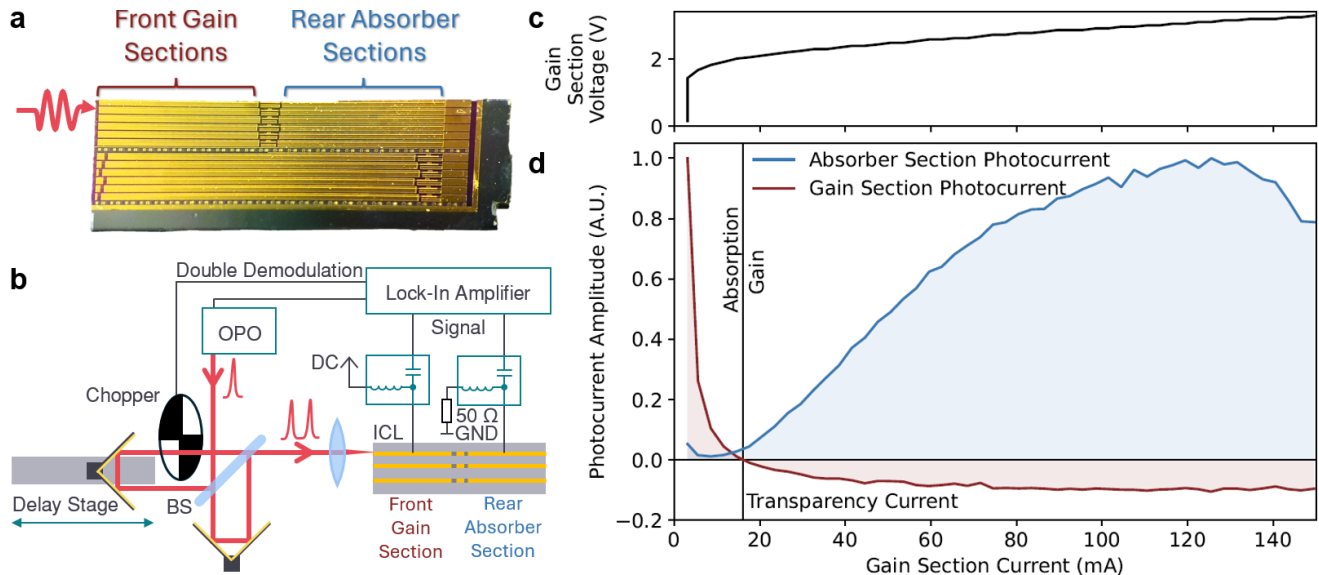 a
Front Gain
Sections
Rear Absorber
Sections
b
Double Demodulation
Lock-In Amplifier
Signal
OPO
DC
Chopper
50 Ω
GND
ICL
BS
Delay Stage
Front
Gain
Section
Rear
Absorber
Section
c
Gain
Section
Voltage (V)
2
0
d
Photocurrent Amplitude (A.U.)
1.0
0.8
0.6
0.4
0.2
0.0
−0.2
Absorber Section Photocurrent
Gain Section Photocurrent
Absorption
Gain
Transparency Current
0
20
40
60
80
100
120
140
Gain Section Current (mA)